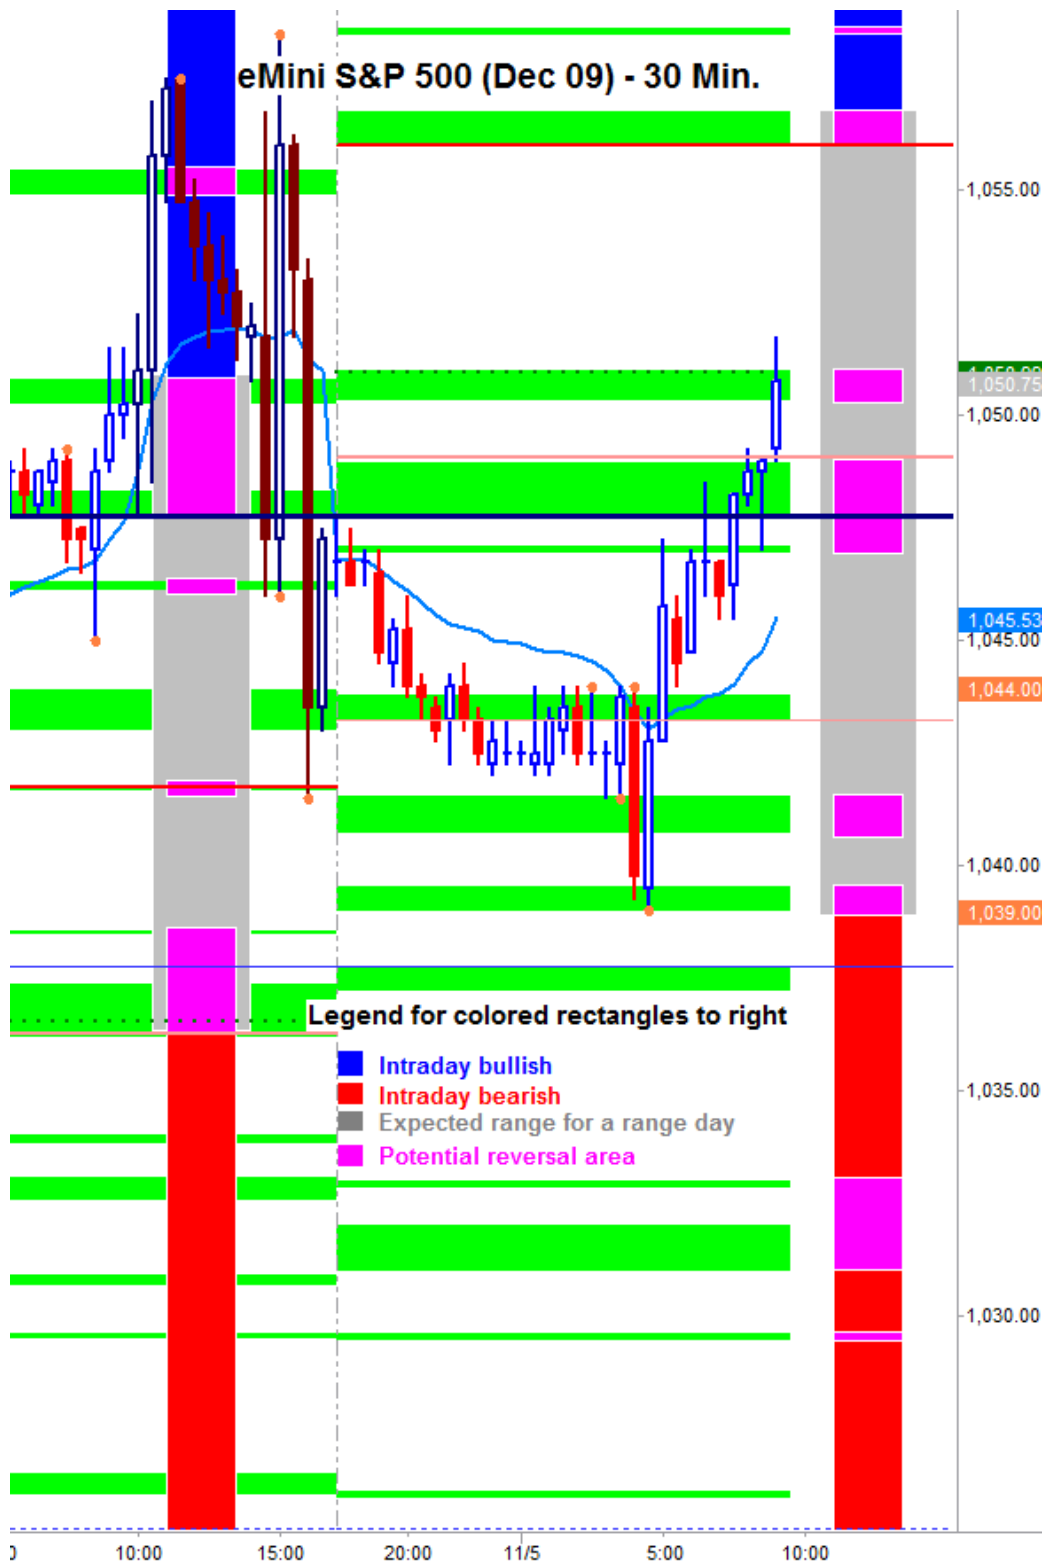 eMini S&P 500 (Dec 09) - 30 Min.
1,055.00
1,050.75
1,050.00
1,045.53
1,045.00
1,044.00
1,040.00
1,039.00
Legend for colored rectangles to right
Intraday bullish
Intraday bearish
Expected range for a range day
Potential reversal area
1,035.00
1,030.00
10:00 15:00 20:00 11/5 5:00 10:00